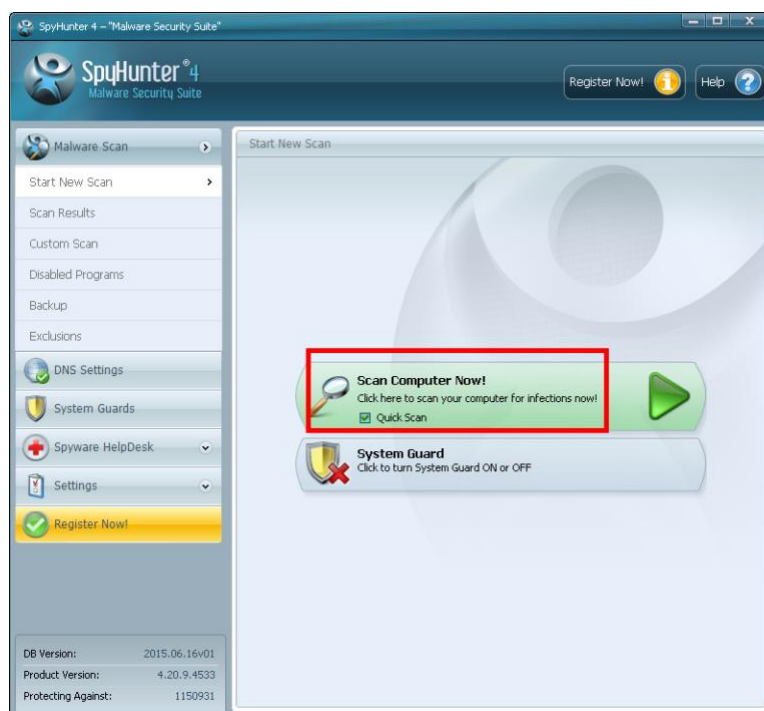 SpyHunter 4 – "Malware Security Suite"
SpyHunter® 4
Malware Security Suite
Register Now!
Help
Malware Scan
Start New Scan
Scan Results
Custom Scan
Disabled Programs
Backup
Exclusions
DNS Settings
System Guards
Spyware HelpDesk
Settings
Register Now!
DB Version: 2015.06.16v01
Product Version: 4.20.9.4533
Protecting Against: 1150931
Start New Scan
Scan Computer Now!
Click here to scan your computer for infections now!
Quick Scan
System Guard
Click to turn System Guard ON or OFF